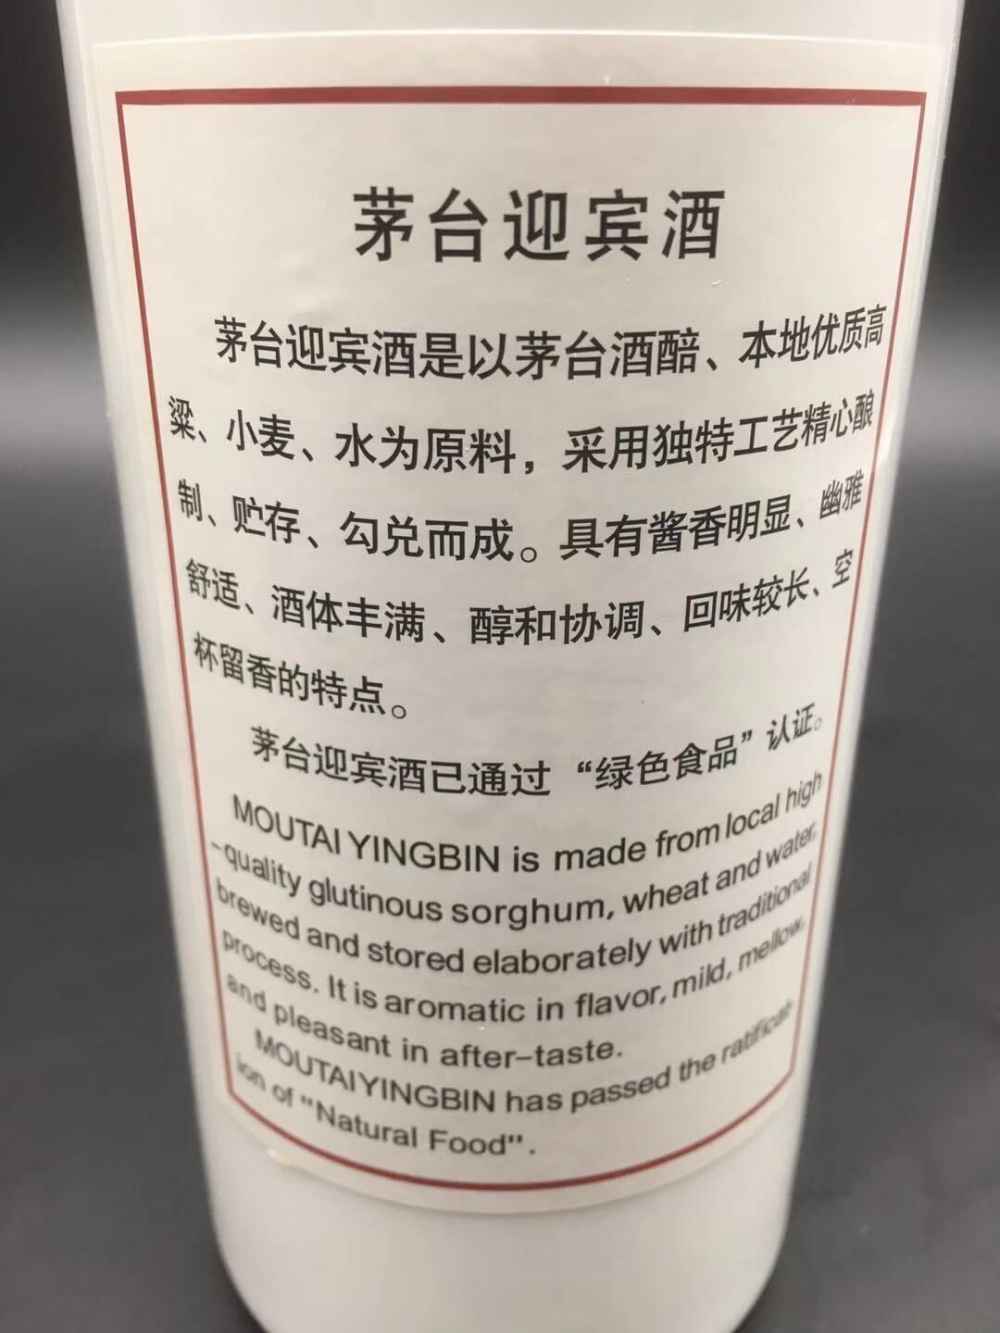 茅台迎宾酒
茅台迎宾酒是以茅台酒醅、本地优质高
粱、小麦、水为原料，采用独特工艺精心酿
制、贮存、勾兑而成。具有酱香明显、幽雅
舒适、酒体丰满、醇和协调、回味较长、空
杯留香的特点。
茅台迎宾酒已通过“绿色食品”认证。
MOUTAI YINGBIN is made from local high
-quality glutinous sorghum, wheat and water,
brewed and stored elaborately with traditional
process. It is aromatic in flavor, mild, mellow,
and pleasant in after-taste.
MOUTAIYINGBIN has passed the ratificat-
ion of "Natural Food".